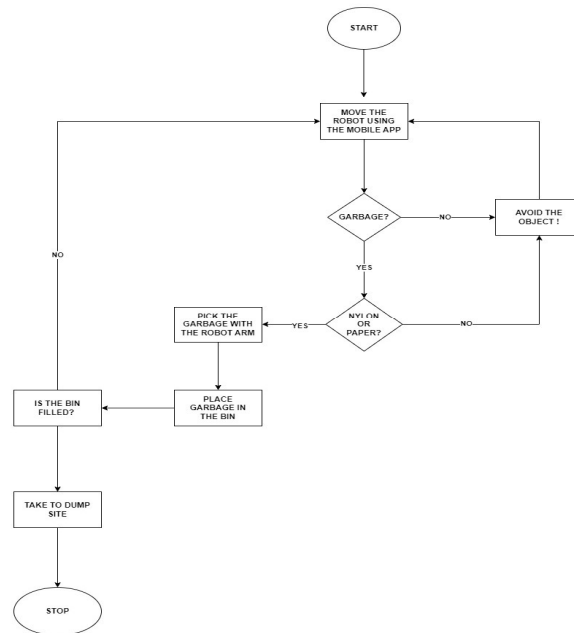 START
MOVE THE
ROBOT USING
THE MOBILE APP
GARBAGE?
NO
AVOID THE
OBJECT !
NO
YES
PICK THE
GARBAGE WITH
THE ROBOT ARM
YES
NYLON
OR
PAPER?
NO
IS THE BIN
FILLED?
PLACE
GARBAGE IN
THE BIN
TAKE TO DUMP
SITE
STOP